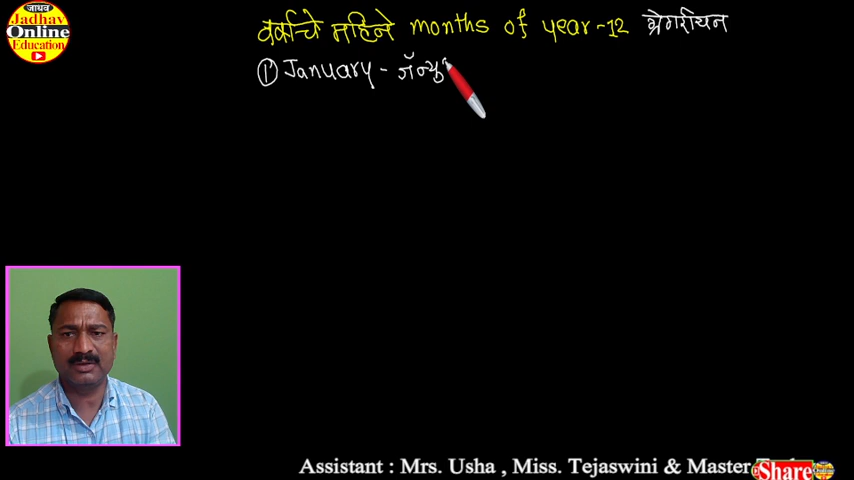 जाधव
Jadhav
Online
Education
वर्काचे महिने months of year-12 ग्रेगरीयन
① January - जॅन्यु
Assistant : Mrs. Usha , Miss. Tejaswini & Master
Share